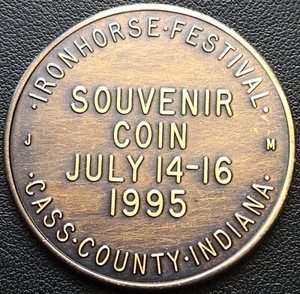 ·IRONHORSE·FESTIVAL·
SOUVENIR
COIN
J M
JULY 14-16
1995
CASS·COUNTY·INDIANA